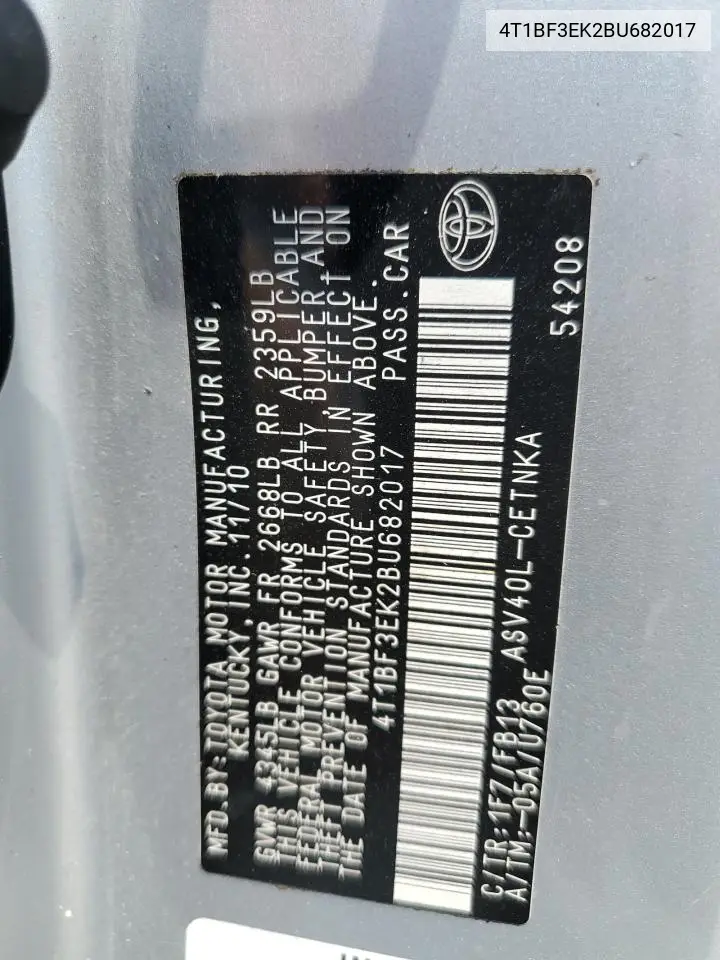 4T1BF3EK2BU682017
MFD.BY:TOYOTA MOTOR MANUFACTURING,
KENTUCKY, INC. 11/10
GVWR 4345LB GAWR FR 2668LB RR 2359LB
THIS VEHICLE CONFORMS TO ALL APPLICABLE
FEDERAL MOTOR VEHICLE SAFETY, BUMPER, AND
THEFT PREVENTION STANDARDS IN EFFECT ON
THE DATE OF MANUFACTURE SHOWN ABOVE.
4T1BF3EK2BU682017 PASS.CAR
54208
C/TR:1F7/FB13 ASV40L-CETNKA
A/TM:-05A/U760E